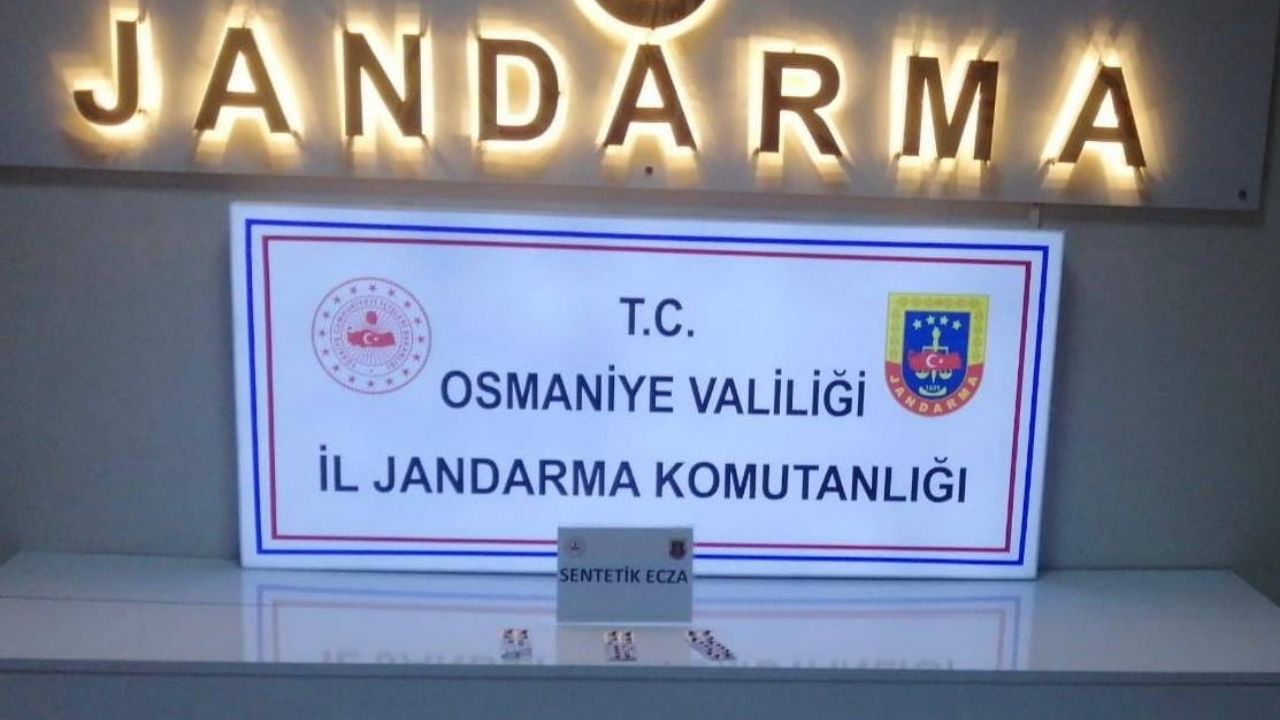 JANDARMA
T.C.
OSMANİYE VALİLİĞİ
İL JANDARMA KOMUTANLIĞI
JANDARMA
SENTETİK ECZA